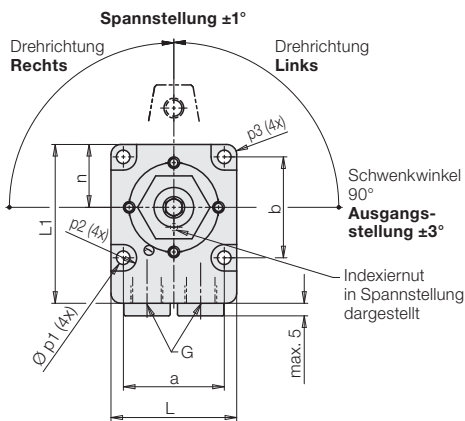 Spannstellung ±1°
Drehrichtung
Rechts
Drehrichtung
Links
p3 (4x)
n
b
L1
p2 (4x)
Schwenkwinkel
90°
Ausgangs-
stellung ±3°
Indexiernut
in Spannstellung
dargestellt
Ø p1 (4x)
G
max. 5
a
L